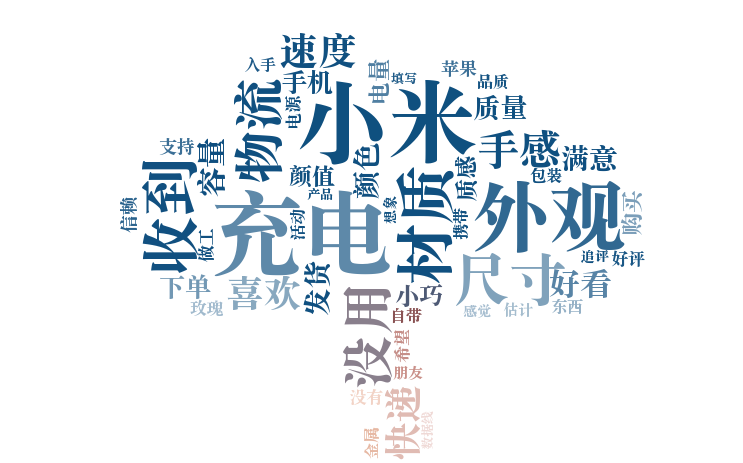 速度
入手
手机
电量
填写
苹果
品质
小米
物流
电源
质量
手感
满意
支持
容量
颜色
颜值
产品
质感
包装
收到
充电
材质
外观
购买
信赖
做工
活动
想象
携带
追评
好评
下单
喜欢
发货
小巧
尺寸
好看
玫瑰
没用
自带
感觉
估计
东西
希望
朋友
没有
快递
数据线
金属